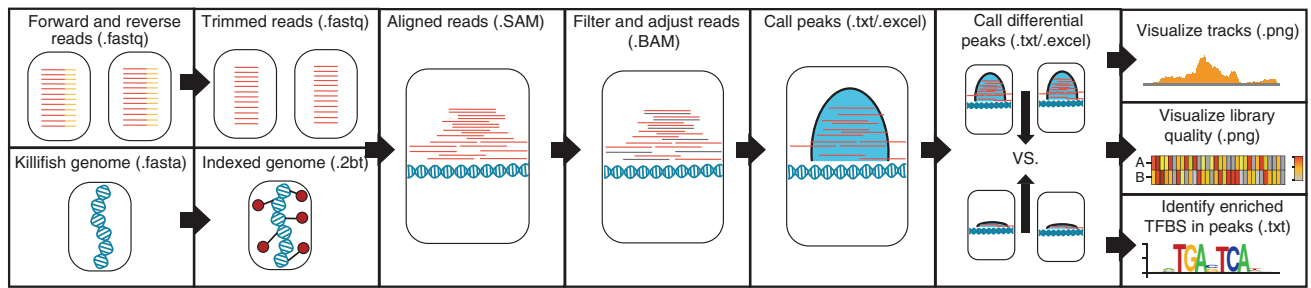 Forward and reverse
reads (.fastq)
Trimmed reads (.fastq)
Aligned reads (.SAM)
Filter and adjust reads
(.BAM)
Call peaks (.txt/.excel)
Call differential
peaks (.txt/.excel)
Visualize tracks (.png)
Killifish genome (.fasta)
Indexed genome (.2bt)
VS.
Visualize library
quality (.png)
A
B
Identify enriched
TFBS in peaks (.txt)
TGA TCA